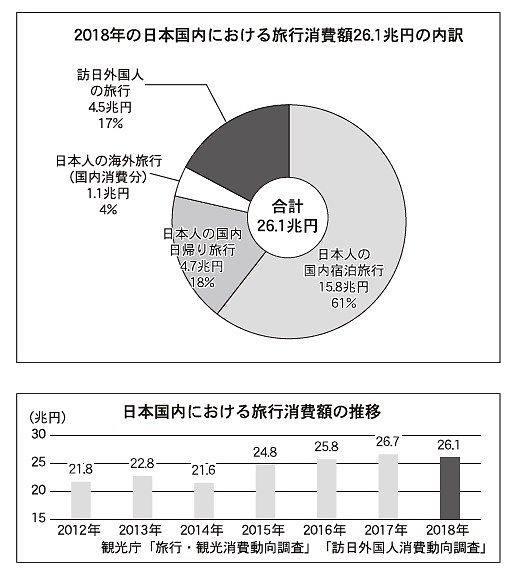 2018年の日本国内における旅行消費額26.1兆円の内訳
訪日外国人
の旅行
4.5兆円
17%
日本人の海外旅行
(国内消費分)
1.1兆円
4%
日本人の国内
日帰り旅行
4.7兆円
18%
合計
26.1兆円
日本人の
国内宿泊旅行
15.8兆円
61%
日本国内における旅行消費額の推移
(兆円)
30
25
20
15
21.8
22.8
21.6
24.8
25.8
26.7
26.1
2012年 2013年 2014年 2015年 2016年 2017年 2018年
観光庁「旅行・観光消費動向調査」「訪日外国人消費動向調査」